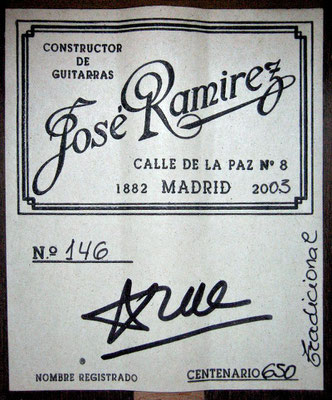 CONSTRUCTOR
DE
GUITARRAS
José Ramirez
CALLE DE LA PAZ Nº 8
1882 MADRID 2003
N.º 146
Tradicional
NOMBRE REGISTRADO
CENTENARIO 650